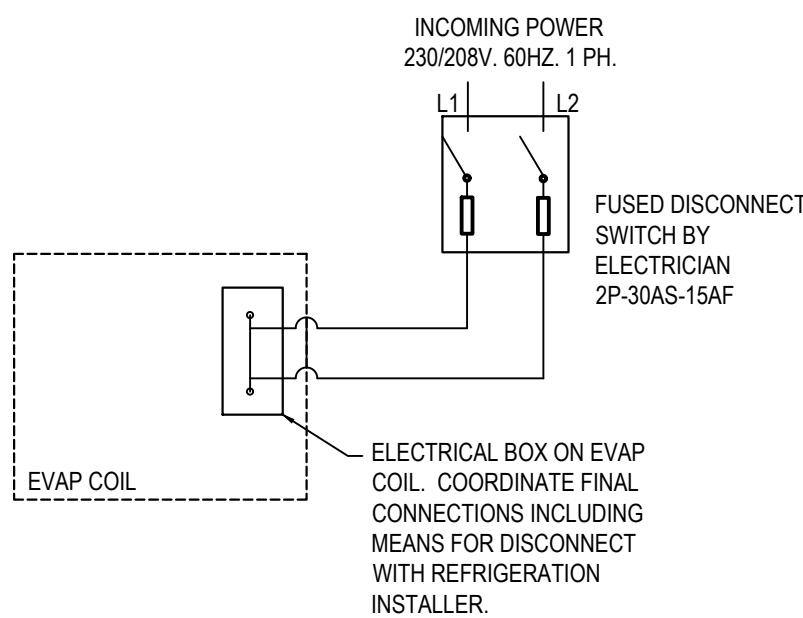 INCOMING POWER
230/208V. 60HZ. 1 PH.
L1
L2
FUSED DISCONNECT
SWITCH BY
ELECTRICIAN
2P-30AS-15AF
EVAP COIL
ELECTRICAL BOX ON EVAP
COIL. COORDINATE FINAL
CONNECTIONS INCLUDING
MEANS FOR DISCONNECT
WITH REFRIGERATION
INSTALLER.